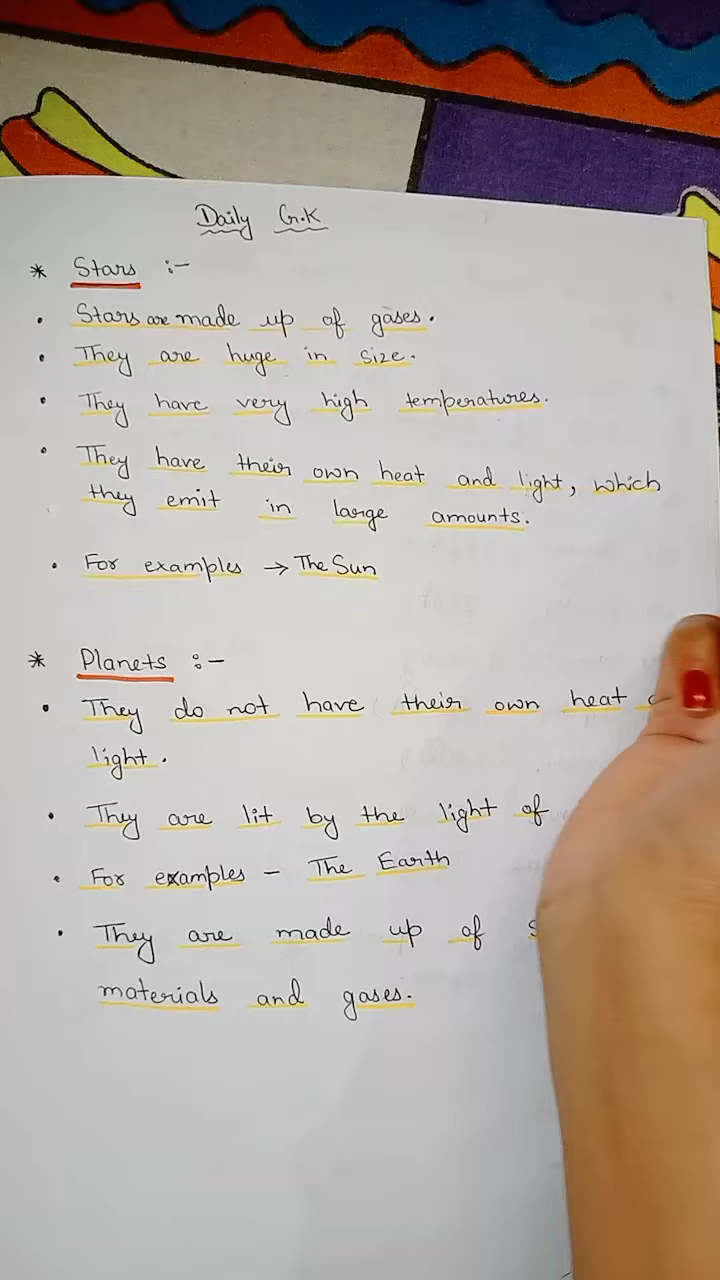 Daily G.K
* Stars :-
• Stars are made up of gases.
• They are huge in size.
• They have very high temperatures.
• They have their own heat and light, which
they emit in large amounts.
• For examples → The Sun
* Planets :-
• They do not have their own heat
light.
• They are lit by the light of
• For examples - The Earth
• They are made up of
materials and gases.